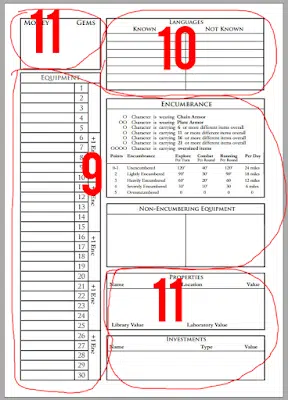 11
Money Gems
Equipment
9
1
2
3
4
5
6
+1 Enc
7
8
9
10
11
+1 Enc
12
13
14
15
16
+1 Enc
17
18
19
20
21
+1 Enc
22
23
24
25
26
+1 Enc
27
28
29
30
10
Languages
Known Not Known
Encumbrance
O Character is wearing Chain Armor
OO Character is wearing Plate Armor
O Character is carrying 6 or more different items overall
O Character is carrying 11 or more different items overall
O Character is carrying 16 or more different items overall
O Character is carrying 21 or more different items overall
OOOO Character is carrying oversized items
Points Encumbrance Explore Combat Running Per Day
Per Turn Per Round Per Round
0-1 Unencumbered 120' 40' 120' 24 miles
2 Lightly Encumbered 90' 30' 90' 18 miles
3 Heavily Encumbered 60' 20' 60' 12 miles
4 Severely Encumbered 30' 10' 30' 6 miles
5 Overencumbered 0 0 0 0
Non-Encumbering Equipment
11
Properties
Name Location Value
Library Value Laboratory Value
Investments
Name Type Value